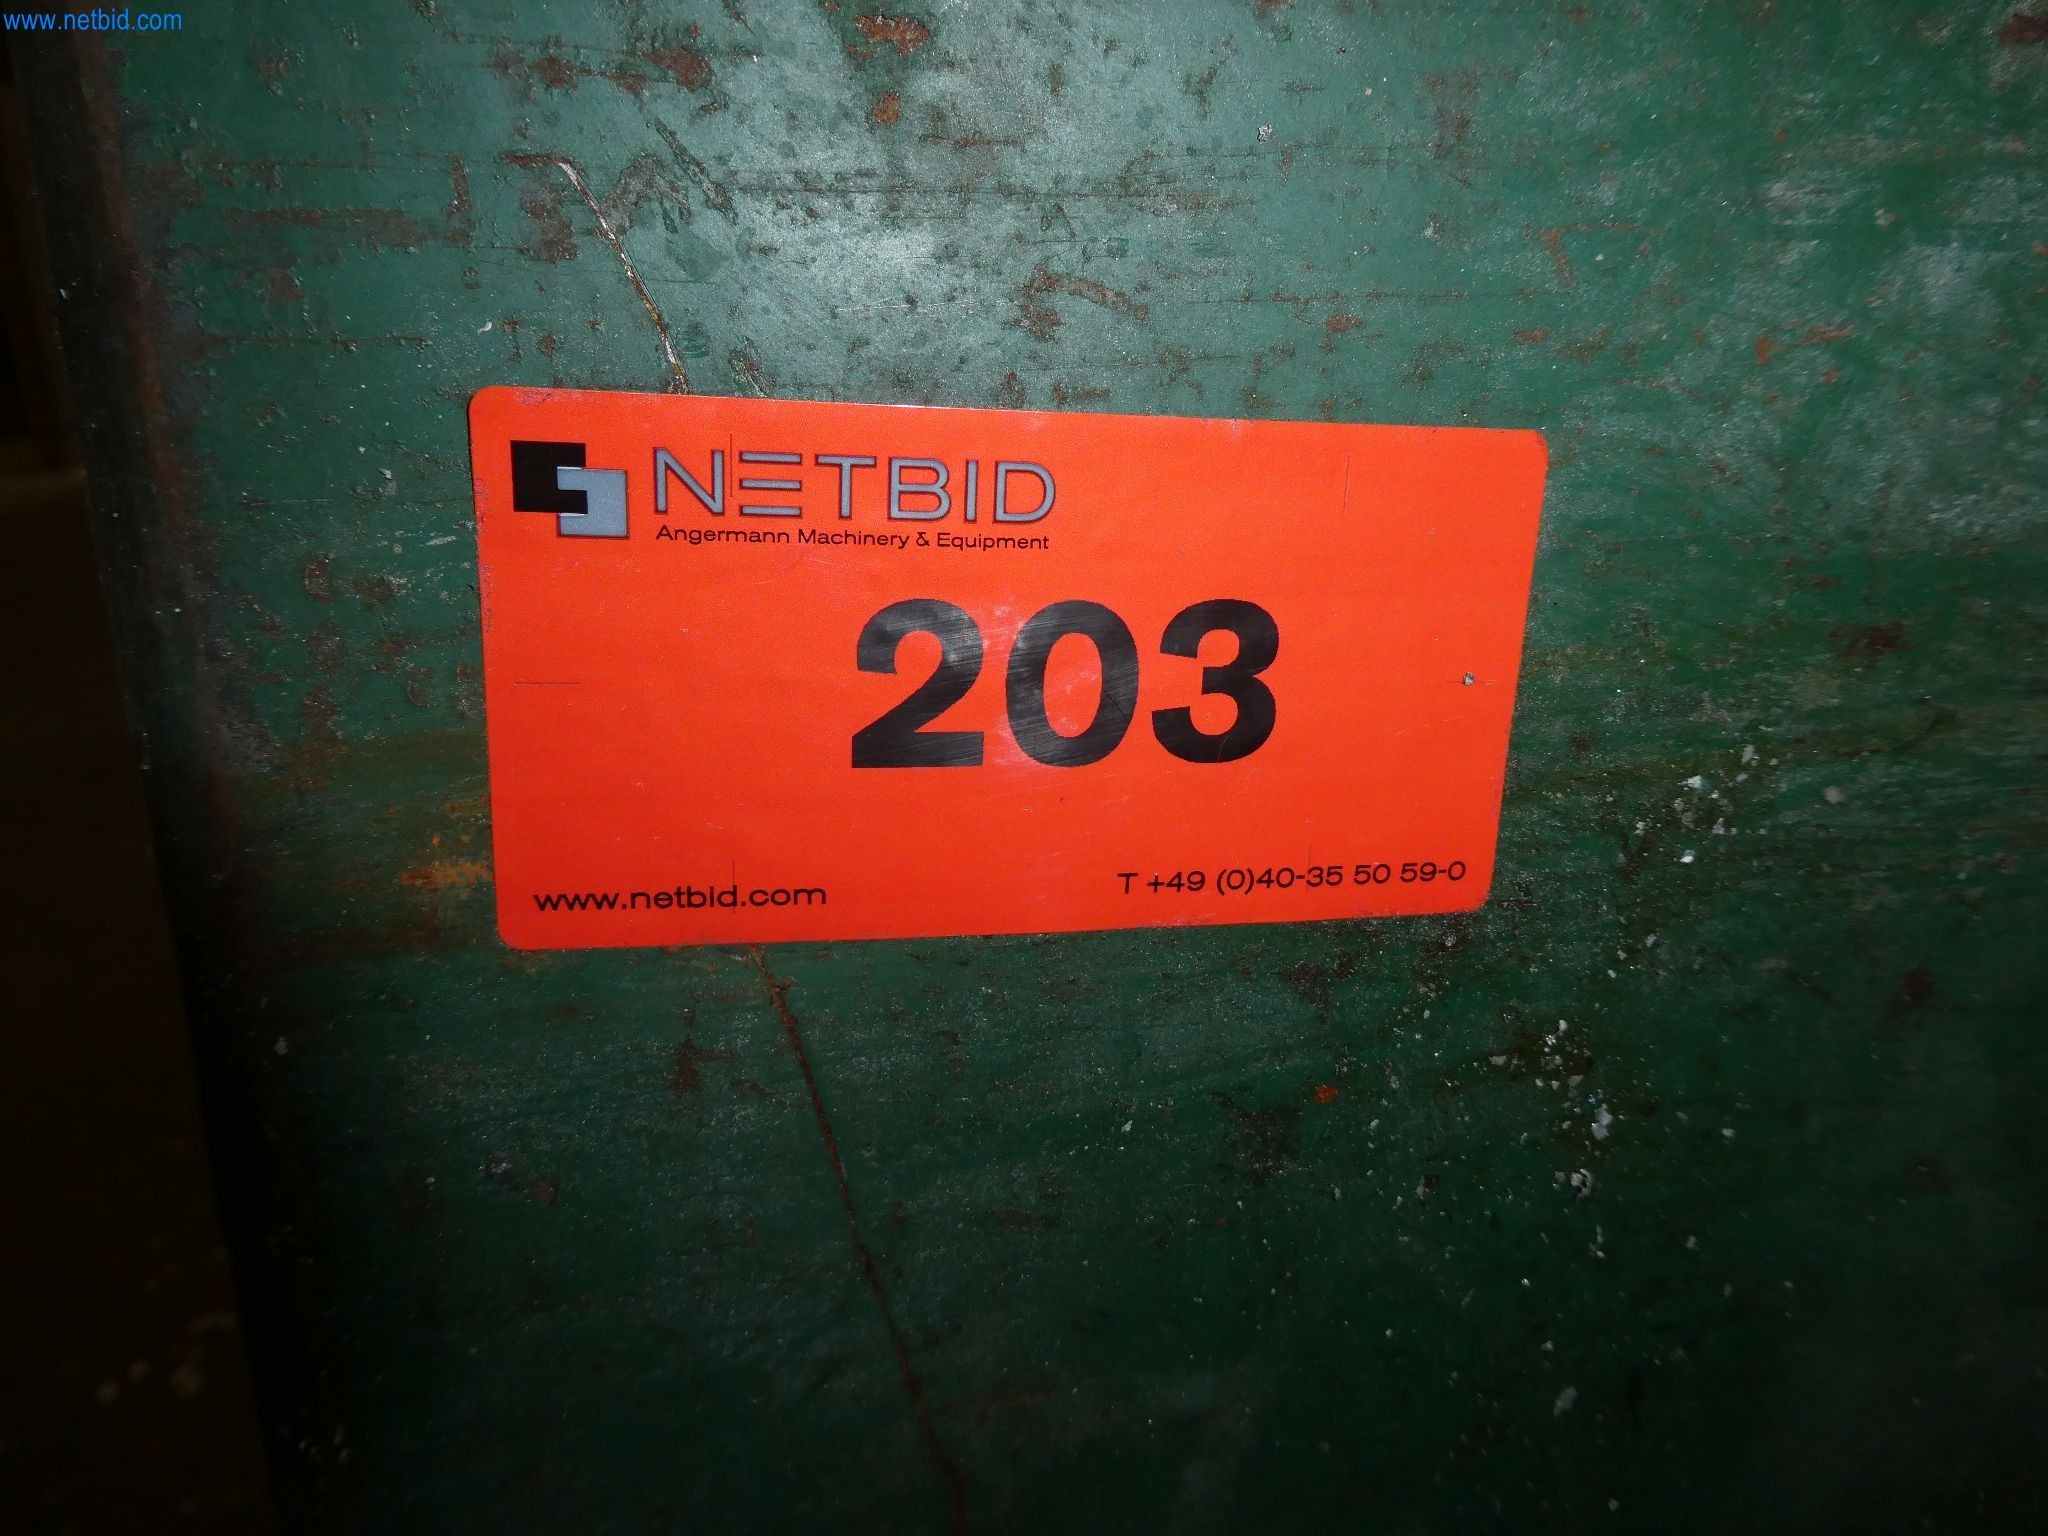 www.netbid.com
NETBID
Angermann Machinery & Equipment
203
www.netbid.com
T +49 (0)40-35 50 59-0